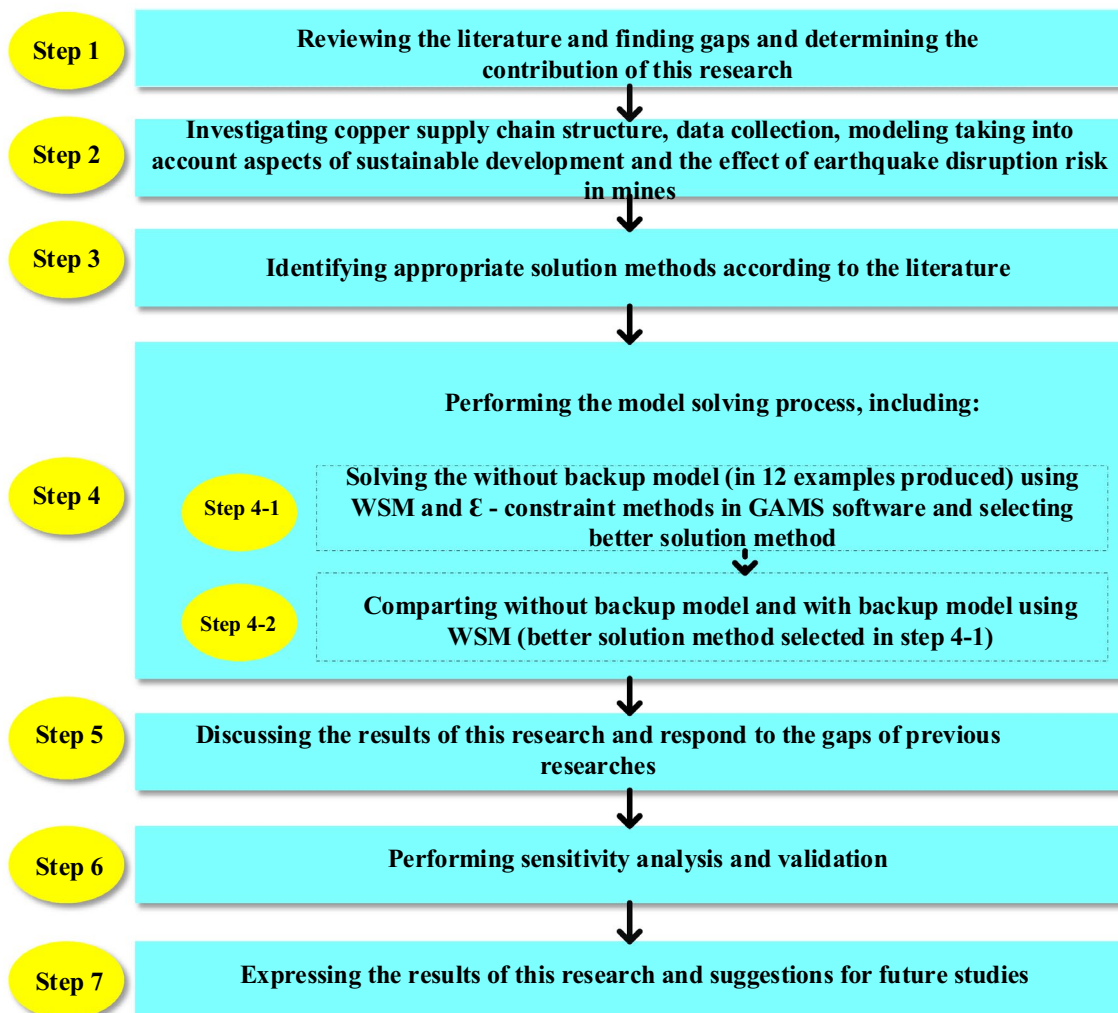 Step 1
Reviewing the literature and finding gaps and determining the
contribution of this research
Step 2
Investigating copper supply chain structure, data collection, modeling taking into
account aspects of sustainable development and the effect of earthquake disruption risk
in mines
Step 3
Identifying appropriate solution methods according to the literature
Step 4
Performing the model solving process, including:
Step 4-1
Solving the without backup model (in 12 examples produced) using
WSM and Ɛ - constraint methods in GAMS software and selecting
better solution method
Step 4-2
Comparting without backup model and with backup model using
WSM (better solution method selected in step 4-1)
Step 5
Discussing the results of this research and respond to the gaps of previous
researches
Step 6
Performing sensitivity analysis and validation
Step 7
Expressing the results of this research and suggestions for future studies